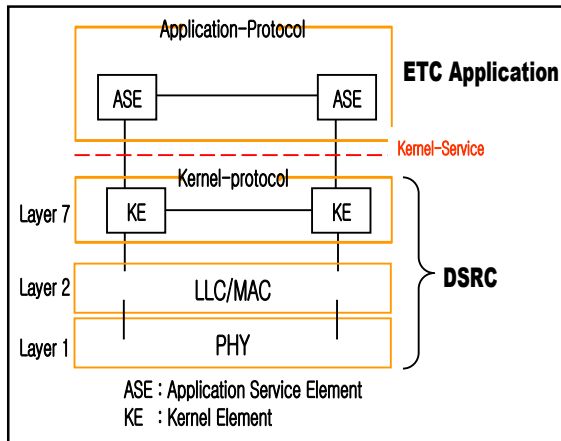 Application-Protocol
ETC Application
ASE
ASE
Kernel-Service
Kernel-protocol
Layer 7
KE
KE
DSRC
Layer 2
LLC/MAC
Layer 1
PHY
ASE : Application Service Element
KE : Kernel Element